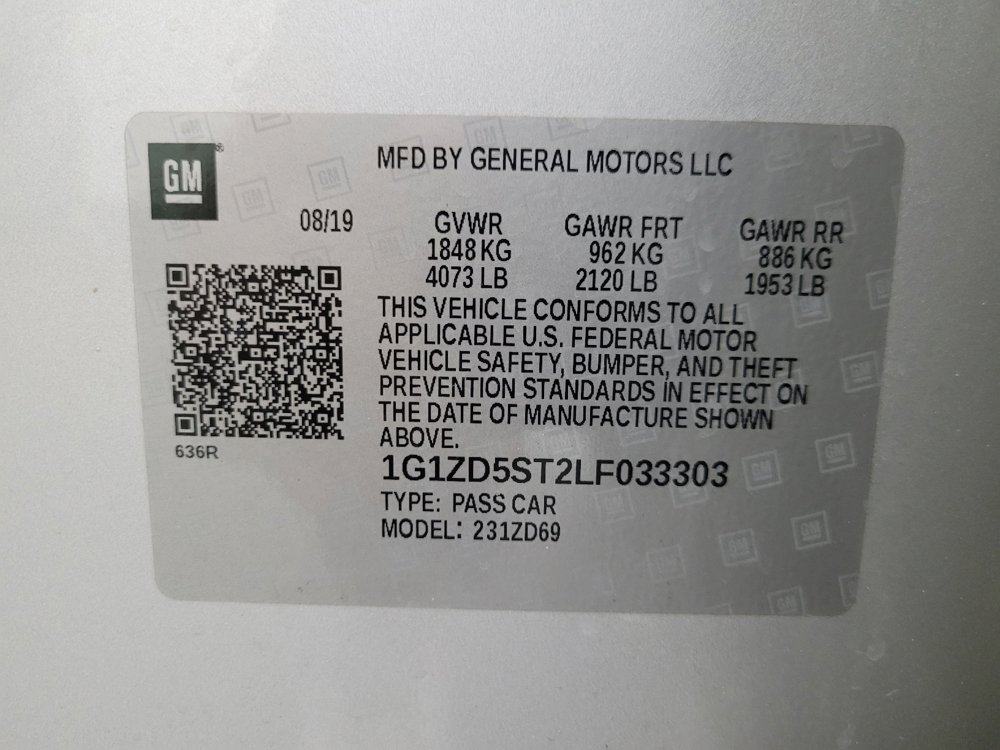 GM
MFD BY GENERAL MOTORS LLC
08/19
GVWR GAWR FRT GAWR RR
1848 KG 962 KG 886 KG
4073 LB 2120 LB 1953 LB
THIS VEHICLE CONFORMS TO ALL
APPLICABLE U.S. FEDERAL MOTOR
VEHICLE SAFETY, BUMPER, AND THEFT
PREVENTION STANDARDS IN EFFECT ON
THE DATE OF MANUFACTURE SHOWN
ABOVE.
636R
1G1ZD5ST2LF033303
TYPE: PASS CAR
MODEL: 231ZD69